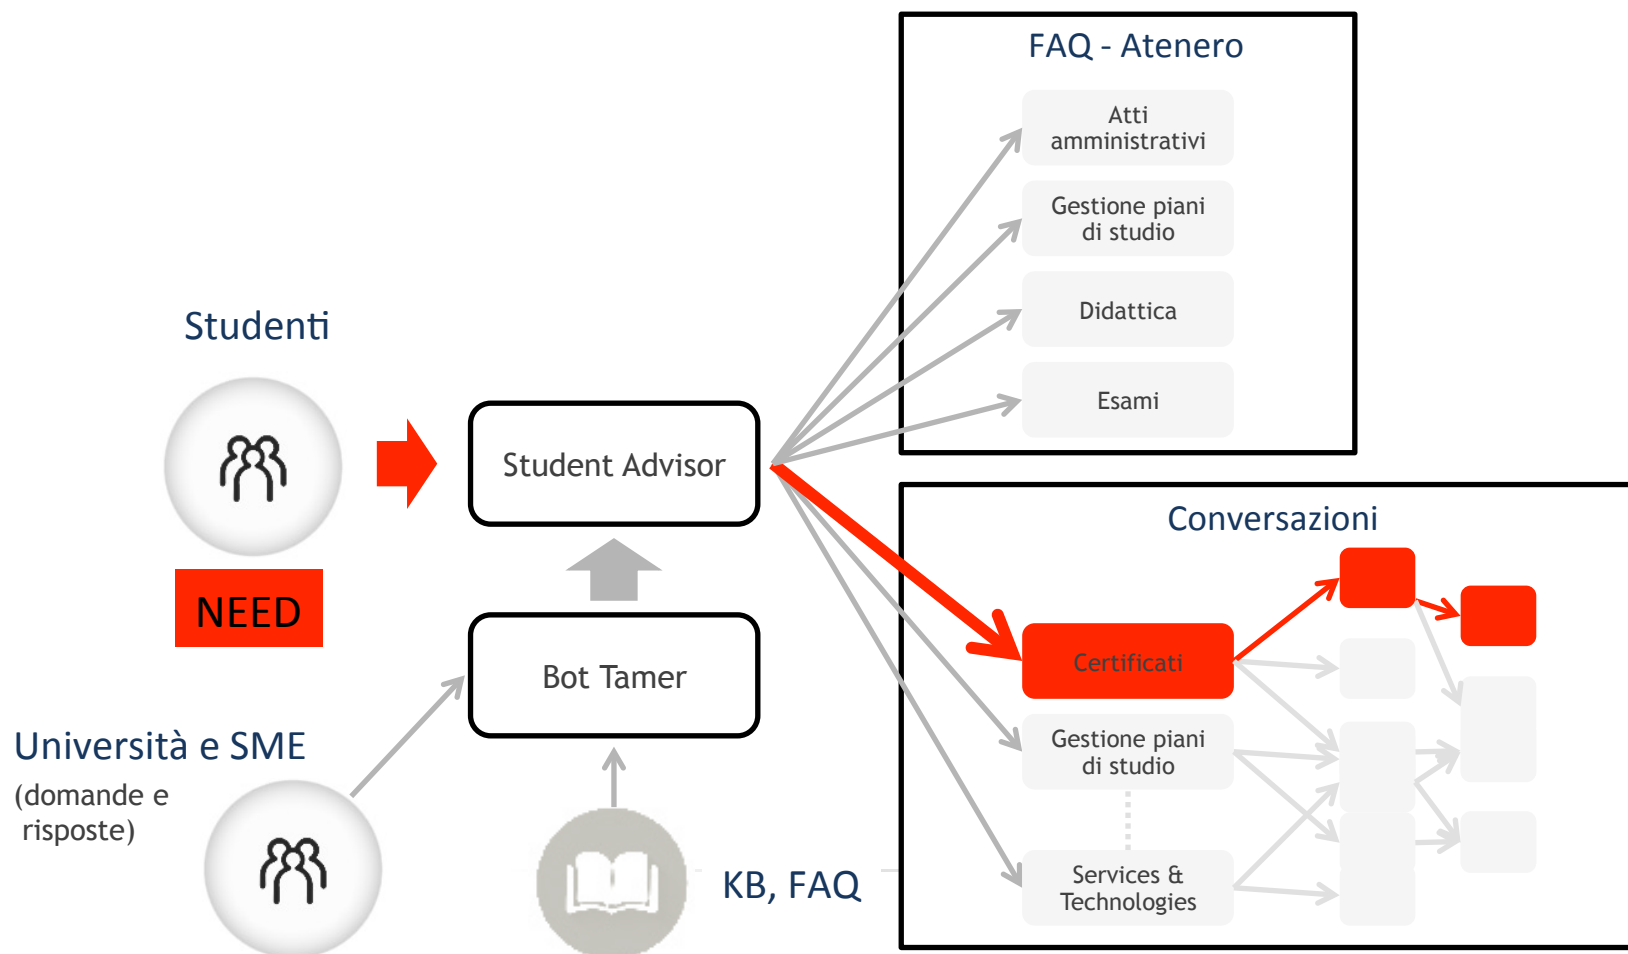 FAQ - Atenero
Atti
amministrativi
Gestione piani
di studio
Didattica
Esami
Studenti
Student Advisor
NEED
Bot Tamer
Università e SME
(domande e
risposte)
KB, FAQ
Conversazioni
Certificati
Gestione piani
di studio
Services &
Technologies